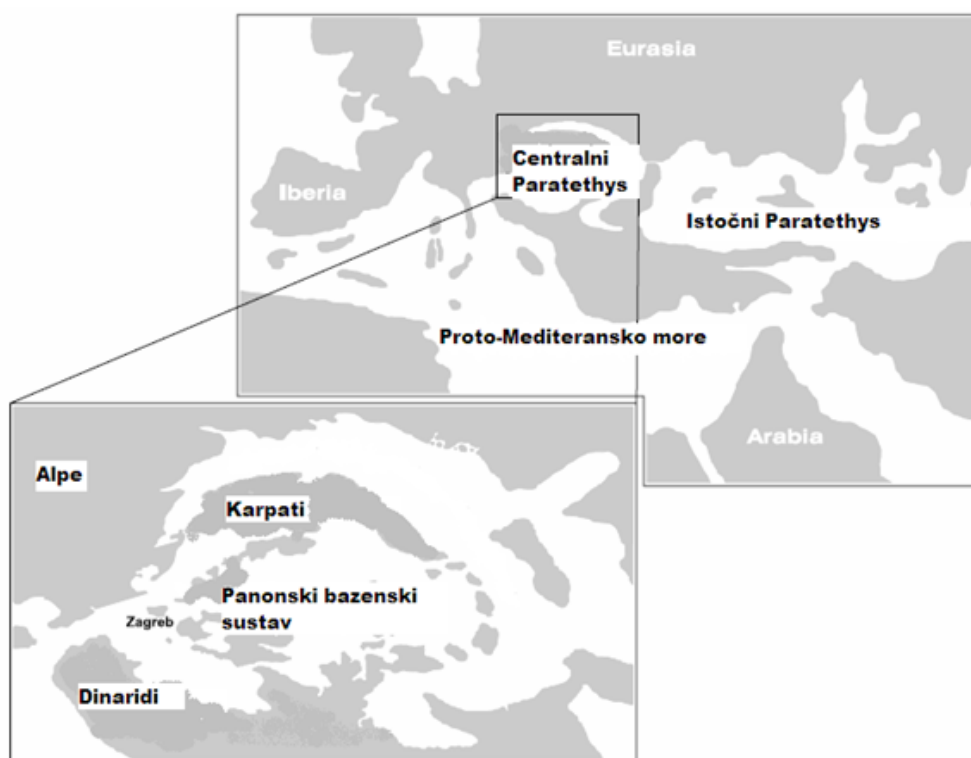 Eurasia
Centralni
Paratethys
Iberia
Istočni Paratethys
Proto-Mediteransko more
Arabia
Alpe
Karpati
Panonski bazenski
sustav
Zagreb
Dinaridi